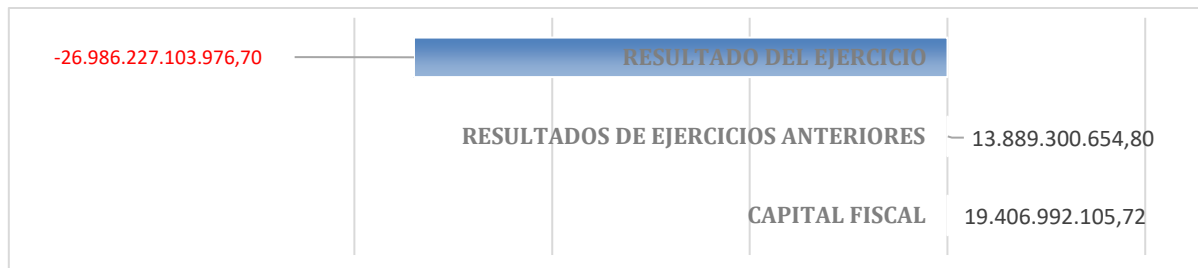 -26.986.227.103.976,70 RESULTADO DEL EJERCICIO
RESULTADOS DE EJERCICIOS ANTERIORES 13.889.300.654,80
CAPITAL FISCAL 19.406.992.105,72